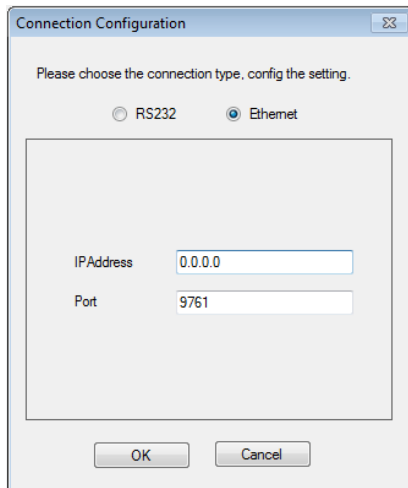 Connection Configuration
Please choose the connection type, config the setting.
RS232 Ethernet
IPAddress 0.0.0.0
Port 9761
OK Cancel